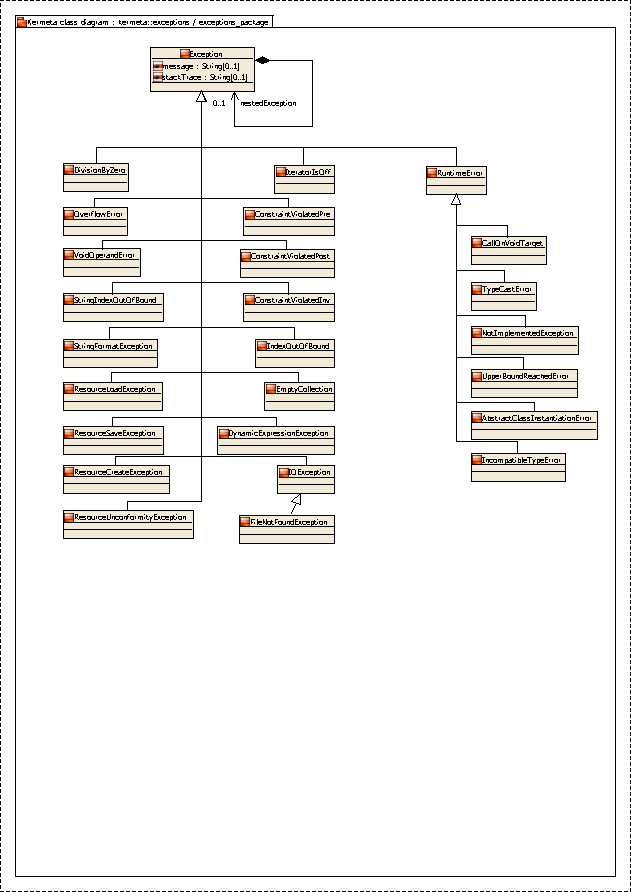 Kermeta class diagram : kermeta::exceptions / exceptions_package
Exception
message : String[0..1]
stackTrace : String[0..1]
0..1 nestedException
DivisionByZero
IteratorIsOff
RuntimeError
OverflowError
ConstraintViolatedPre
CallOnVoidTarget
VoidOperandError
ConstraintViolatedPost
TypeCastError
StringIndexOutOfBound
ConstraintViolatedInv
NotImplementedException
StringFormatException
IndexOutOfBound
UpperBoundReachedError
ResourceLoadException
EmptyCollection
AbstractClassInstantiationError
ResourceSaveException
DynamicExpressionException
IncompatibleTypeError
ResourceCreateException
IOException
ResourceUnconformityException
FileNotFoundException